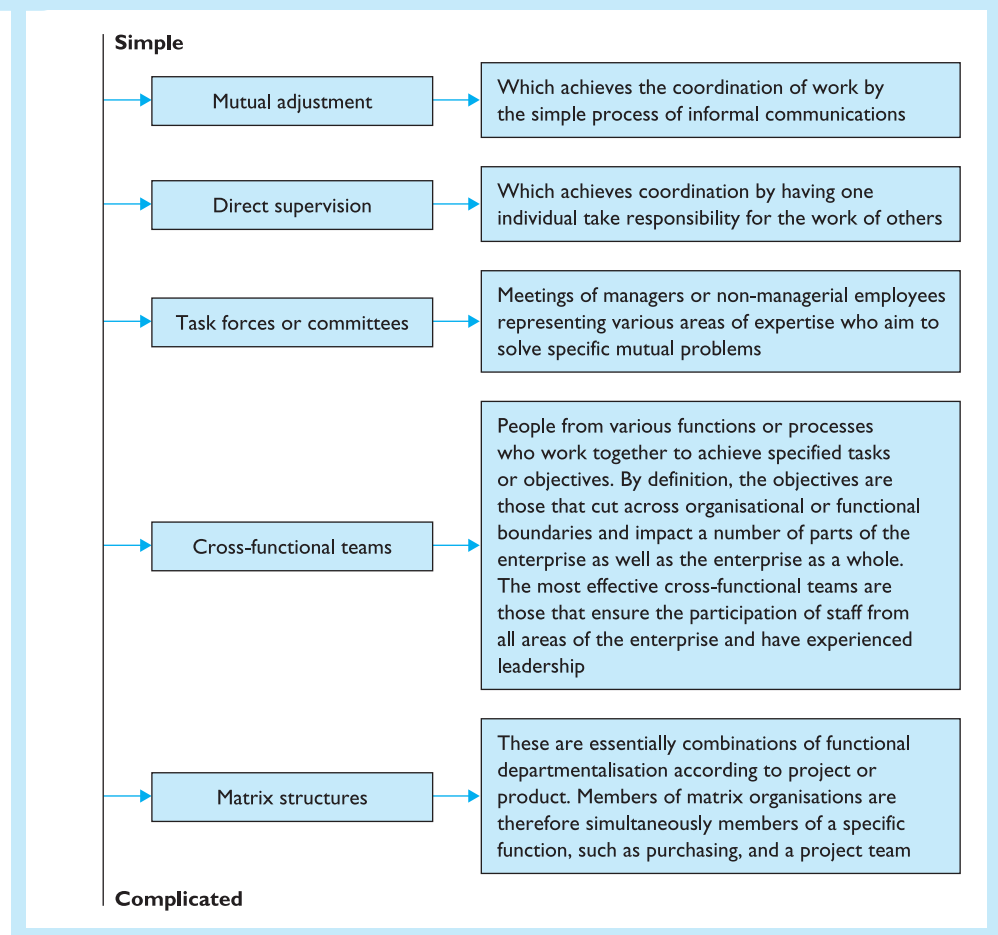 Simple
Mutual adjustment
Which achieves the coordination of work by
the simple process of informal communications
Direct supervision
Which achieves coordination by having one
individual take responsibility for the work of others
Task forces or committees
Meetings of managers or non-managerial employees
representing various areas of expertise who aim to
solve specific mutual problems
Cross-functional teams
People from various functions or processes
who work together to achieve specified tasks
or objectives. By definition, the objectives are
those that cut across organisational or functional
boundaries and impact a number of parts of the
enterprise as well as the enterprise as a whole.
The most effective cross-functional teams are
those that ensure the participation of staff from
all areas of the enterprise and have experienced
leadership
Matrix structures
These are essentially combinations of functional
departmentalisation according to project or
product. Members of matrix organisations are
therefore simultaneously members of a specific
function, such as purchasing, and a project team
Complicated